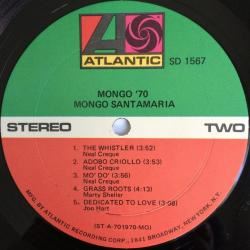 ATLANTIC
SD 1567
MONGO '70
MONGO SANTAMARIA
STEREO
TWO
1. THE WHISTLER (3:52)
Neal Creque
2. ADOBO CRIOLLO (3:53)
Neal Creque
3. MO' DO' (3:56)
Neal Creque
4. GRASS ROOTS (4:13)
Marty Sheller
5. DEDICATED TO LOVE (3:58)
Joe Hart
(ST-A-701970-MO)
MFG. BY ATLANTIC RECORDING CORP., 1841 BROADWAY, NEW YORK, N.Y.